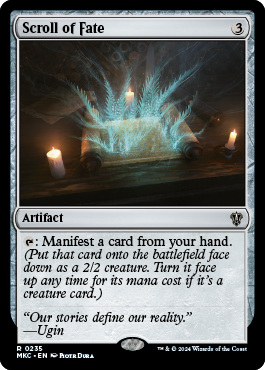 Scroll of Fate 3
Artifact
: Manifest a card from your hand.
(Put that card onto the battlefield face
down as a 2/2 creature. Turn it face
up any time for its mana cost if it's a
creature card.)
"Our stories define our reality."
—Ugin
R 0235
MKC • EN Piotr Dura
™ & © 2024 Wizards of the Coast